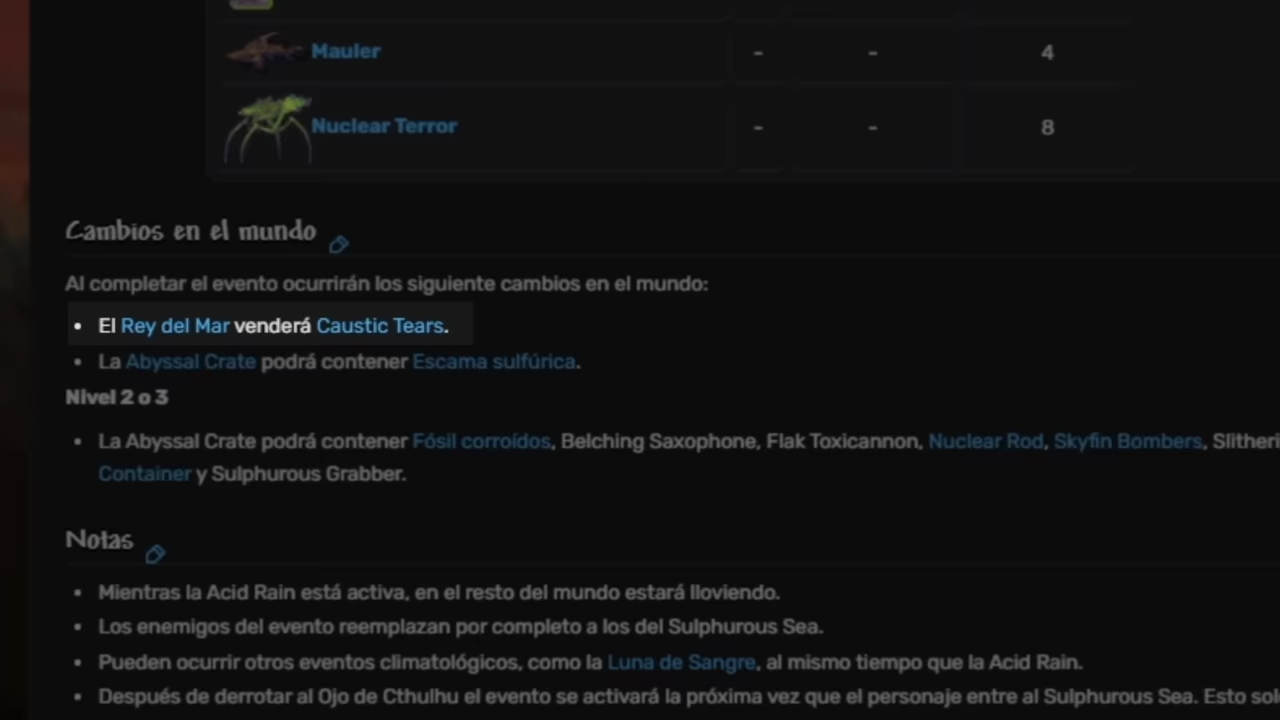 Mauler - - 4
Nuclear Terror - - 8
Cambios en el mundo
Al completar el evento ocurrirán los siguiente cambios en el mundo:
• El Rey del Mar venderá Caustic Tears.
• La Abyssal Crate podrá contener Escama sulfúrica.
Nivel 2 o 3
• La Abyssal Crate podrá contener Fósil corroídos, Belching Saxophone, Flak Toxicannon, Nuclear Rod, Skyfin Bombers, Slitheri
Container y Sulphurous Grabber.
Notas
• Mientras la Acid Rain está activa, en el resto del mundo estará lloviendo.
• Los enemigos del evento reemplazan por completo a los del Sulphurous Sea.
• Pueden ocurrir otros eventos climatológicos, como la Luna de Sangre, al mismo tiempo que la Acid Rain.
• Después de derrotar al Ojo de Cthulhu el evento se activará la próxima vez que el personaje entre al Sulphurous Sea. Esto solo